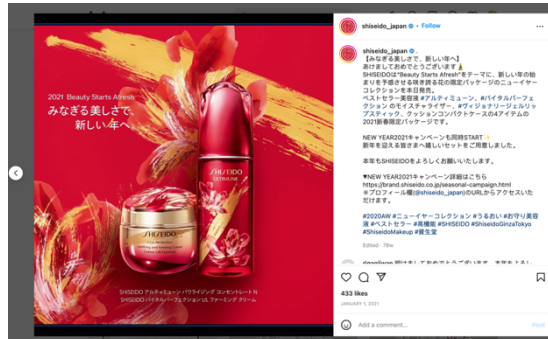 2021 Beauty Starts Afresh
みなぎる美しさで、
新しい年へ
SHISEIDO
ULTIMUNE
SHISEIDO
SHISEIDO アルティミューン パワライジング コンセントレート N
SHISEIDO バイタルパーフェクション UL ファーミング クリーム
shiseido_japan • Follow
shiseido_japan
【みなぎる美しさで、新しい年へ】
あけましておめでとうございます
SHISEIDOは"Beauty Starts Afresh"をテーマに、新しい年の始
まりを予感させる咲き誇る花の限定パッケージのニューイヤー
コレクションを本日発売。
ベストセラー美容液 #アルティミューン、#バイタルパーフェ
クション のモイスチャライザー、#ヴィジョナリージェルリッ
プスティック、クッションコンパクトケースの4アイテムの
2021新春限定パッケージです。
NEW YEAR2021キャンペーンも同時START✨
新年を迎える皆さまへ嬉しいセットをご用意しました。
本年もSHISEIDOをよろしくお願いいたします。
▼NEW YEAR2021キャンペーン詳細はこちら
https://brand.shiseido.co.jp/seasonal-campaign.html
※プロフィール欄(@shiseido_japan)のURLからアクセスいた
だけます。
#2020AW #ニューイヤーコレクション #うるおい #お守り美容
液 #ベストセラー #高機能 #SHISEIDO #ShiseidoGinzaTokyo
#ShiseidoMakeup #資生堂
Edited · 78w
433 likes
JANUARY 1, 2021
Add a comment...
Post